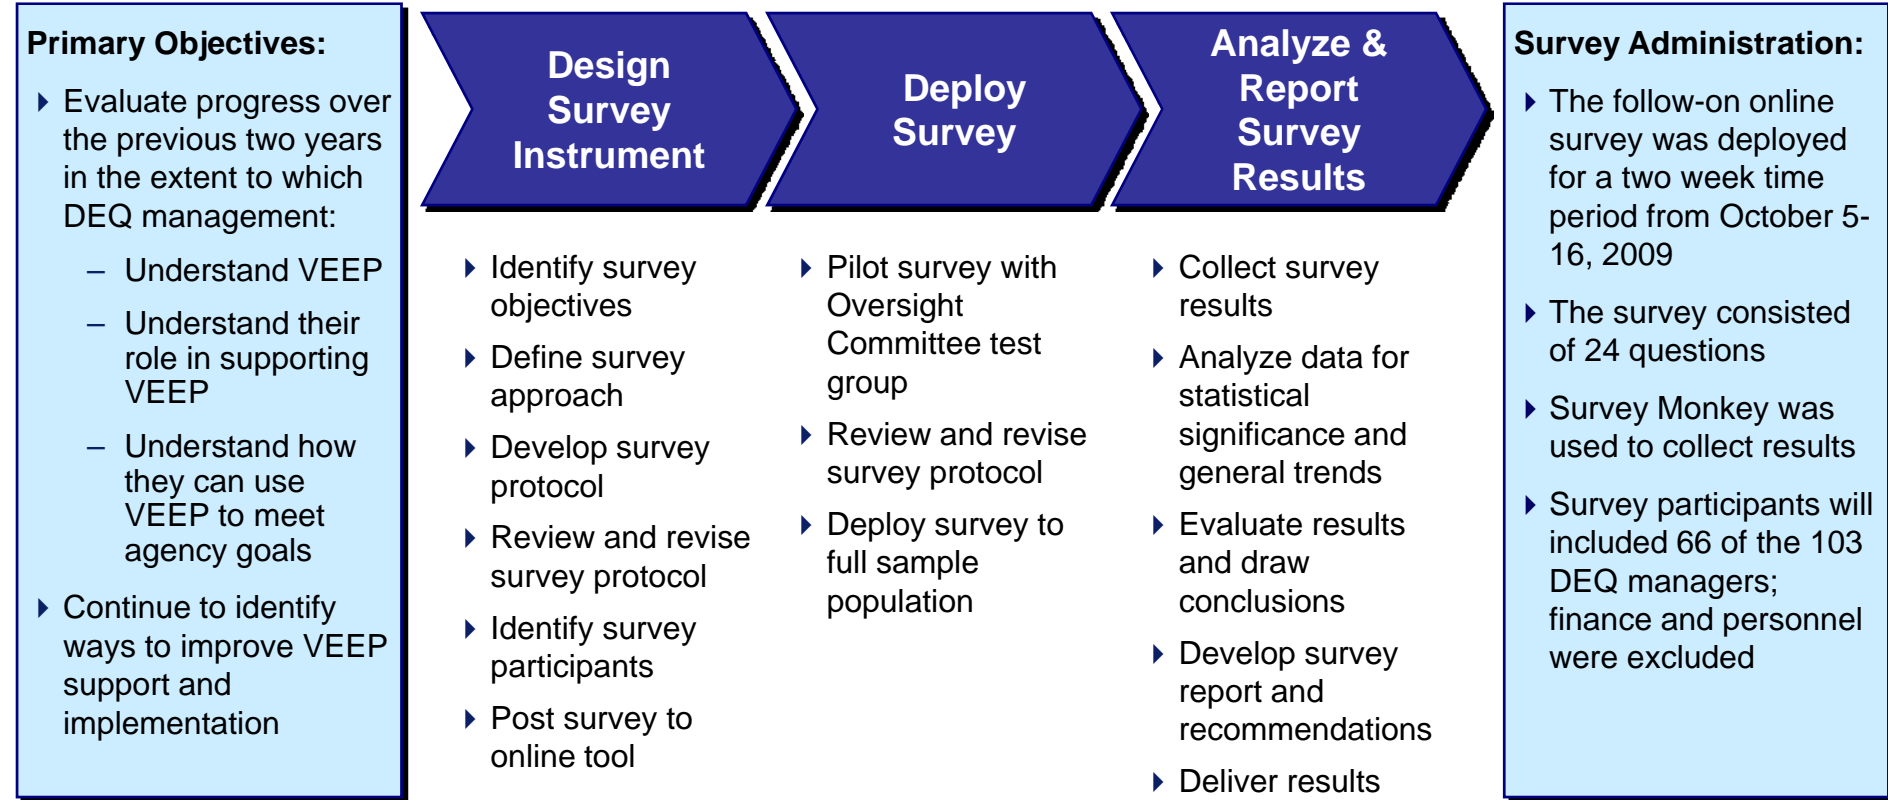 Primary Objectives:
Evaluate progress over
the previous two years
in the extent to which
DEQ management:
– Understand VEEP
– Understand their
role in supporting
VEEP
– Understand how
they can use
VEEP to meet
agency goals
Continue to identify
ways to improve VEEP
support and
implementation
Design
Survey
Instrument
Identify survey
objectives
Define survey
approach
Develop survey
protocol
Review and revise
survey protocol
Identify survey
participants
Post survey to
online tool
Deploy
Survey
Pilot survey with
Oversight
Committee test
group
Review and revise
survey protocol
Deploy survey to
full sample
population
Analyze &
Report
Survey
Results
Collect survey
results
Analyze data for
statistical
significance and
general trends
Evaluate results
and draw
conclusions
Develop survey
report and
recommendations
Deliver results
Survey Administration:
The follow-on online
survey was deployed
for a two week time
period from October 5-
16, 2009
The survey consisted
of 24 questions
Survey Monkey was
used to collect results
Survey participants will
included 66 of the 103
DEQ managers;
finance and personnel
were excluded